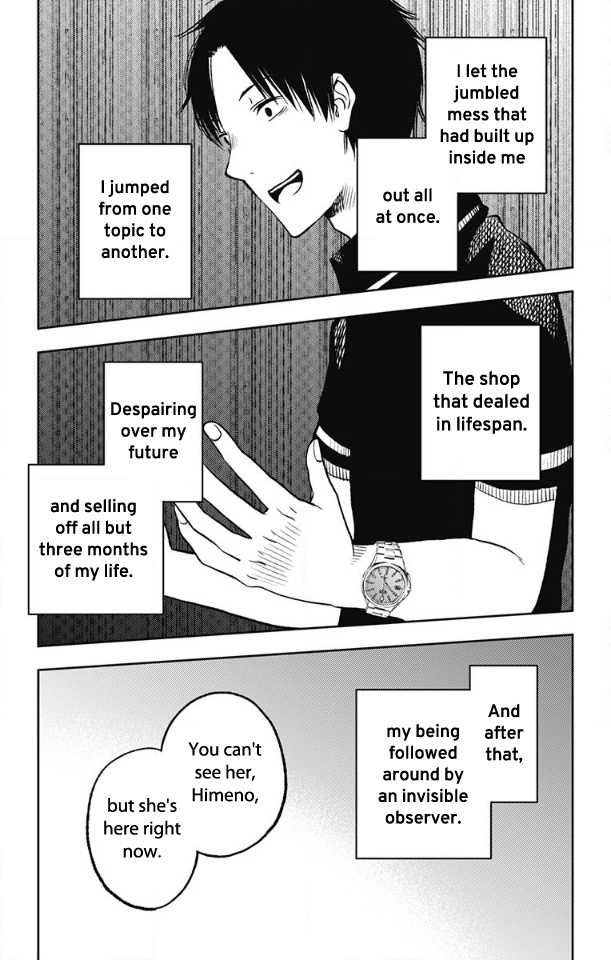 I let the
jumbled
mess that
had built up
inside me
out all
at once.
I jumped
from one
topic to
another.
The shop
that dealed
in lifespan.
Despairing
over my
future
and selling
off all but
three months
of my life.
And
after
that,
my being
followed
around by
an invisible
observer.
You can't
see her,
Himeno,
but she's
here right
now.